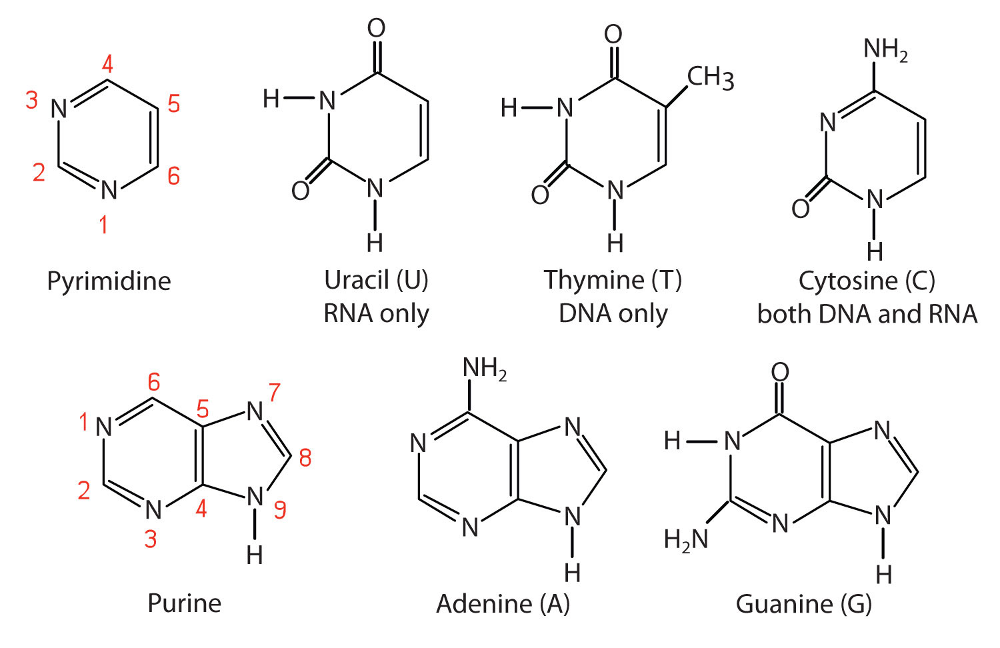 4
3 N
5
2
6
N
1
Pyrimidine
O
H N
O
N
H
Uracil (U)
RNA only
O
CH3
H N
O
N
H
Thymine (T)
DNA only
NH2
N
O
N
H
Cytosine (C)
both DNA and RNA
6
7
5
N
1 N
8
2
N
4
N 9
3
H
Purine
NH2
N
N
N
N
H
Adenine (A)
O
N
H N
N
N
H2N
H
Guanine (G)